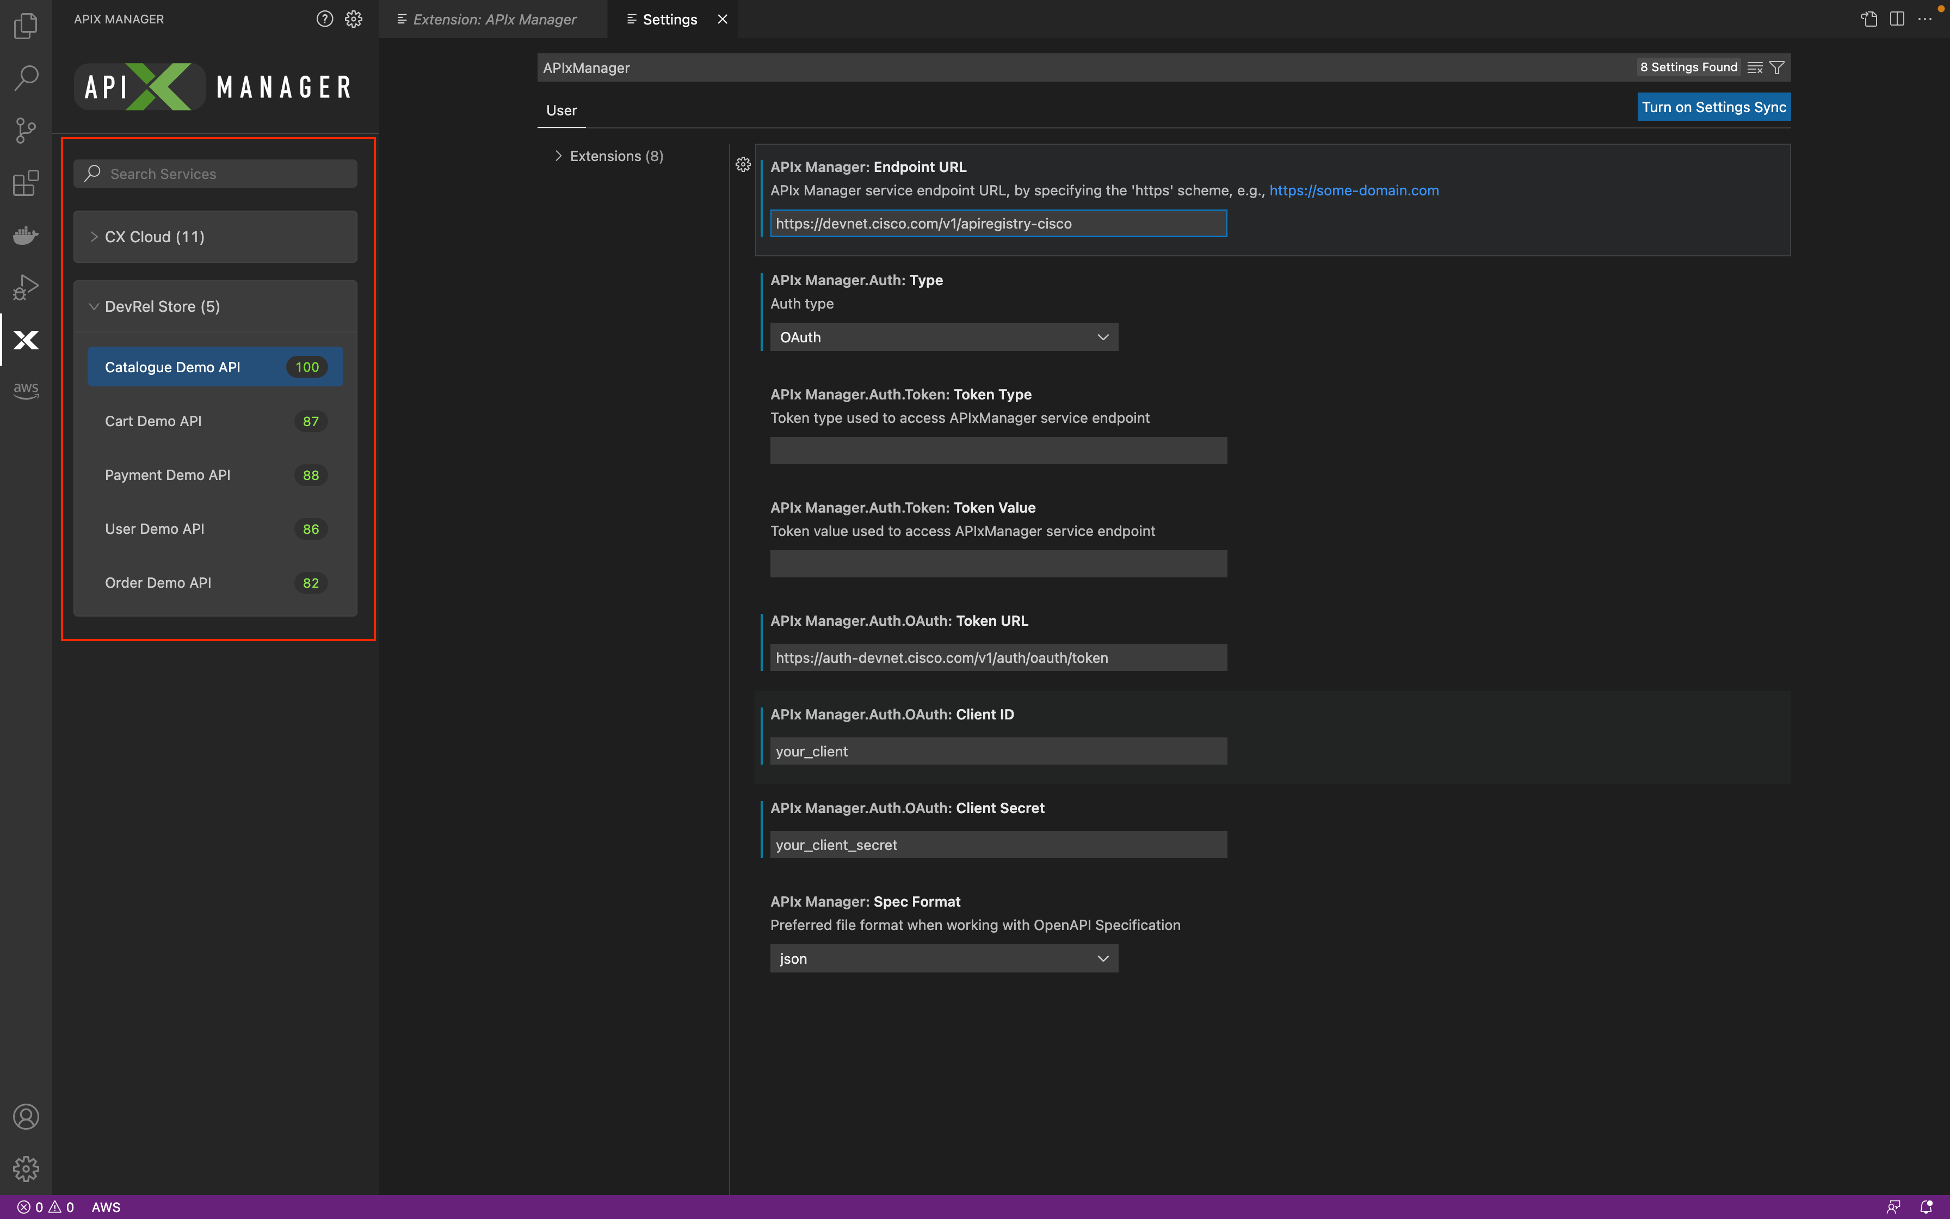 APIX MANAGER
API X MANAGER
Search Services
CX Cloud (11)
DevRel Store (5)
Catalogue Demo API 100
Cart Demo API 87
Payment Demo API 88
User Demo API 86
Order Demo API 82
aws
Extension: APIx Manager
Settings
APIxManager
8 Settings Found
User
Turn on Settings Sync
Extensions (8)
APIx Manager: Endpoint URL
APIx Manager service endpoint URL, by specifying the 'https' scheme, e.g., https://some-domain.com
https://devnet.cisco.com/v1/apiregistry-cisco
APIx Manager.Auth: Type
Auth type
OAuth
APIx Manager.Auth.Token: Token Type
Token type used to access APIxManager service endpoint
APIx Manager.Auth.Token: Token Value
Token value used to access APIxManager service endpoint
APIx Manager.Auth.OAuth: Token URL
https://auth-devnet.cisco.com/v1/auth/oauth/token
APIx Manager.Auth.OAuth: Client ID
your_client
APIx Manager.Auth.OAuth: Client Secret
your_client_secret
APIx Manager: Spec Format
Preferred file format when working with OpenAPI Specification
json
0 0 AWS